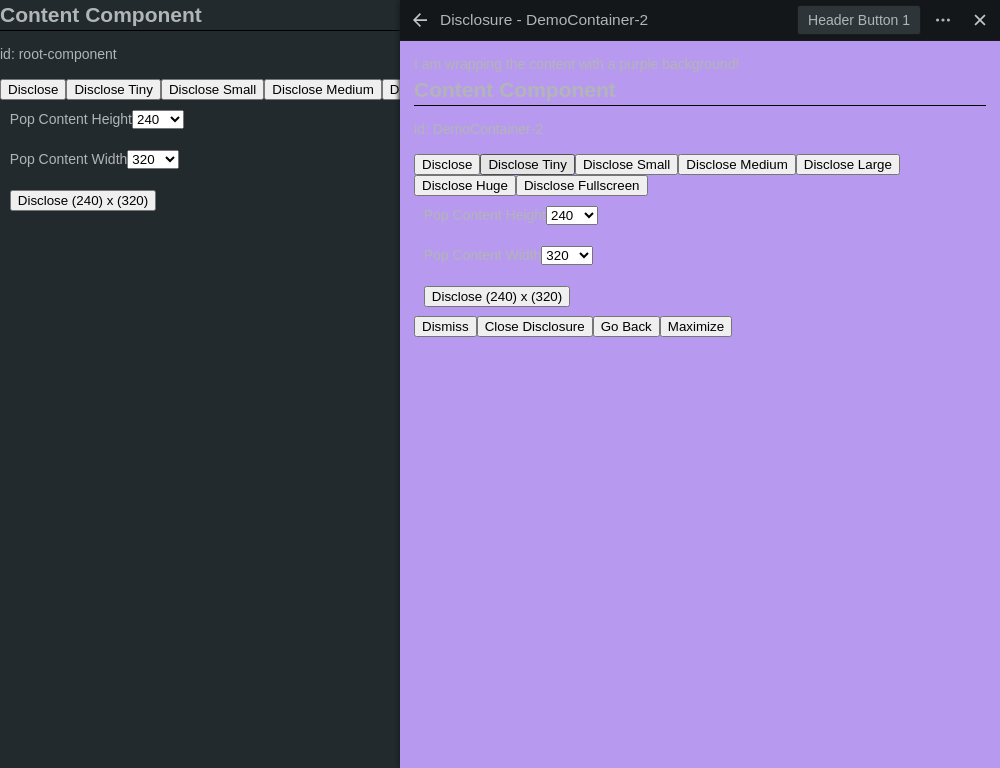 Content Component
id: root-component
Disclose Disclose Tiny Disclose Small Disclose Medium
Pop Content Height 240
Pop Content Width 320
Disclose (240) x (320)
Disclosure - DemoContainer-2 Header Button 1
I am wrapping the content with a purple background!
Content Component
id: DemoContainer-2
Disclose Disclose Tiny Disclose Small Disclose Medium Disclose Large
Disclose Huge Disclose Fullscreen
Pop Content Height 240
Pop Content Width 320
Disclose (240) x (320)
Dismiss Close Disclosure Go Back Maximize